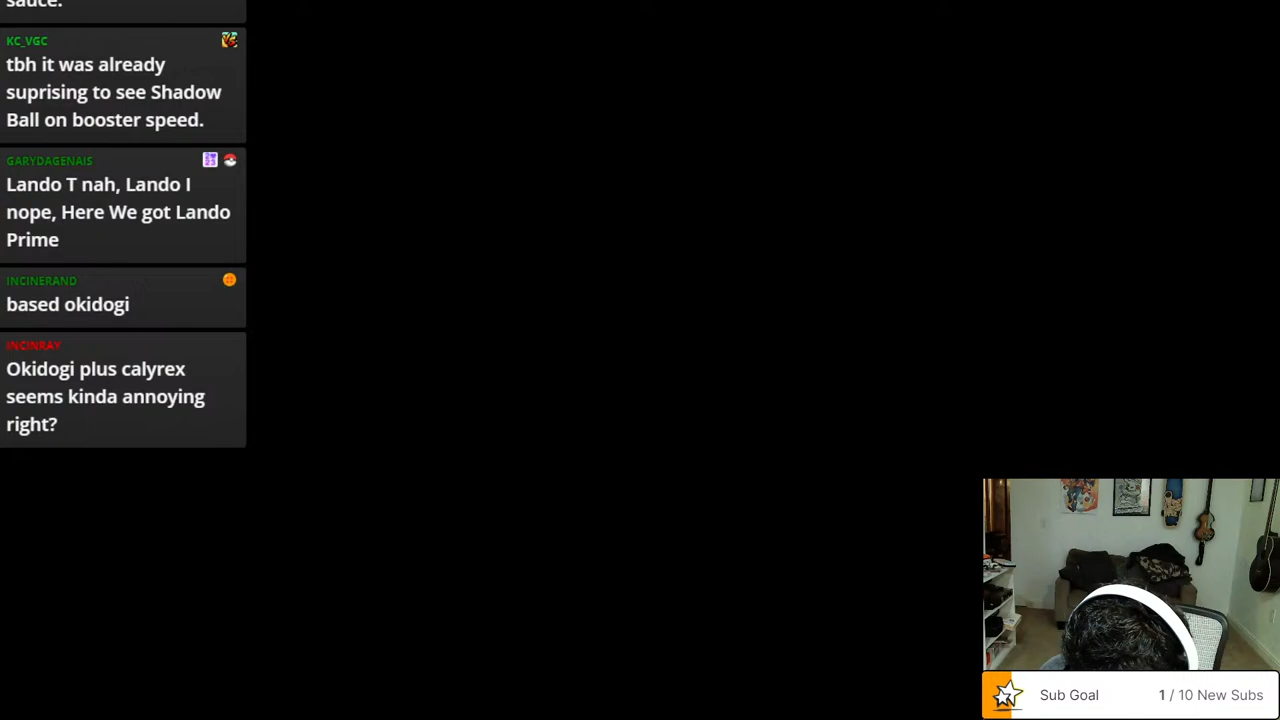 sauce.
KC_VGC
tbh it was already
suprising to see Shadow
Ball on booster speed.
GARYDAGENAIS
Lando T nah, Lando I
nope, Here We got Lando
Prime
INCINERAND
based okidogi
INCINRAY
Okidogi plus calyrex
seems kinda annoying
right?
Sub Goal 1 / 10 New Subs